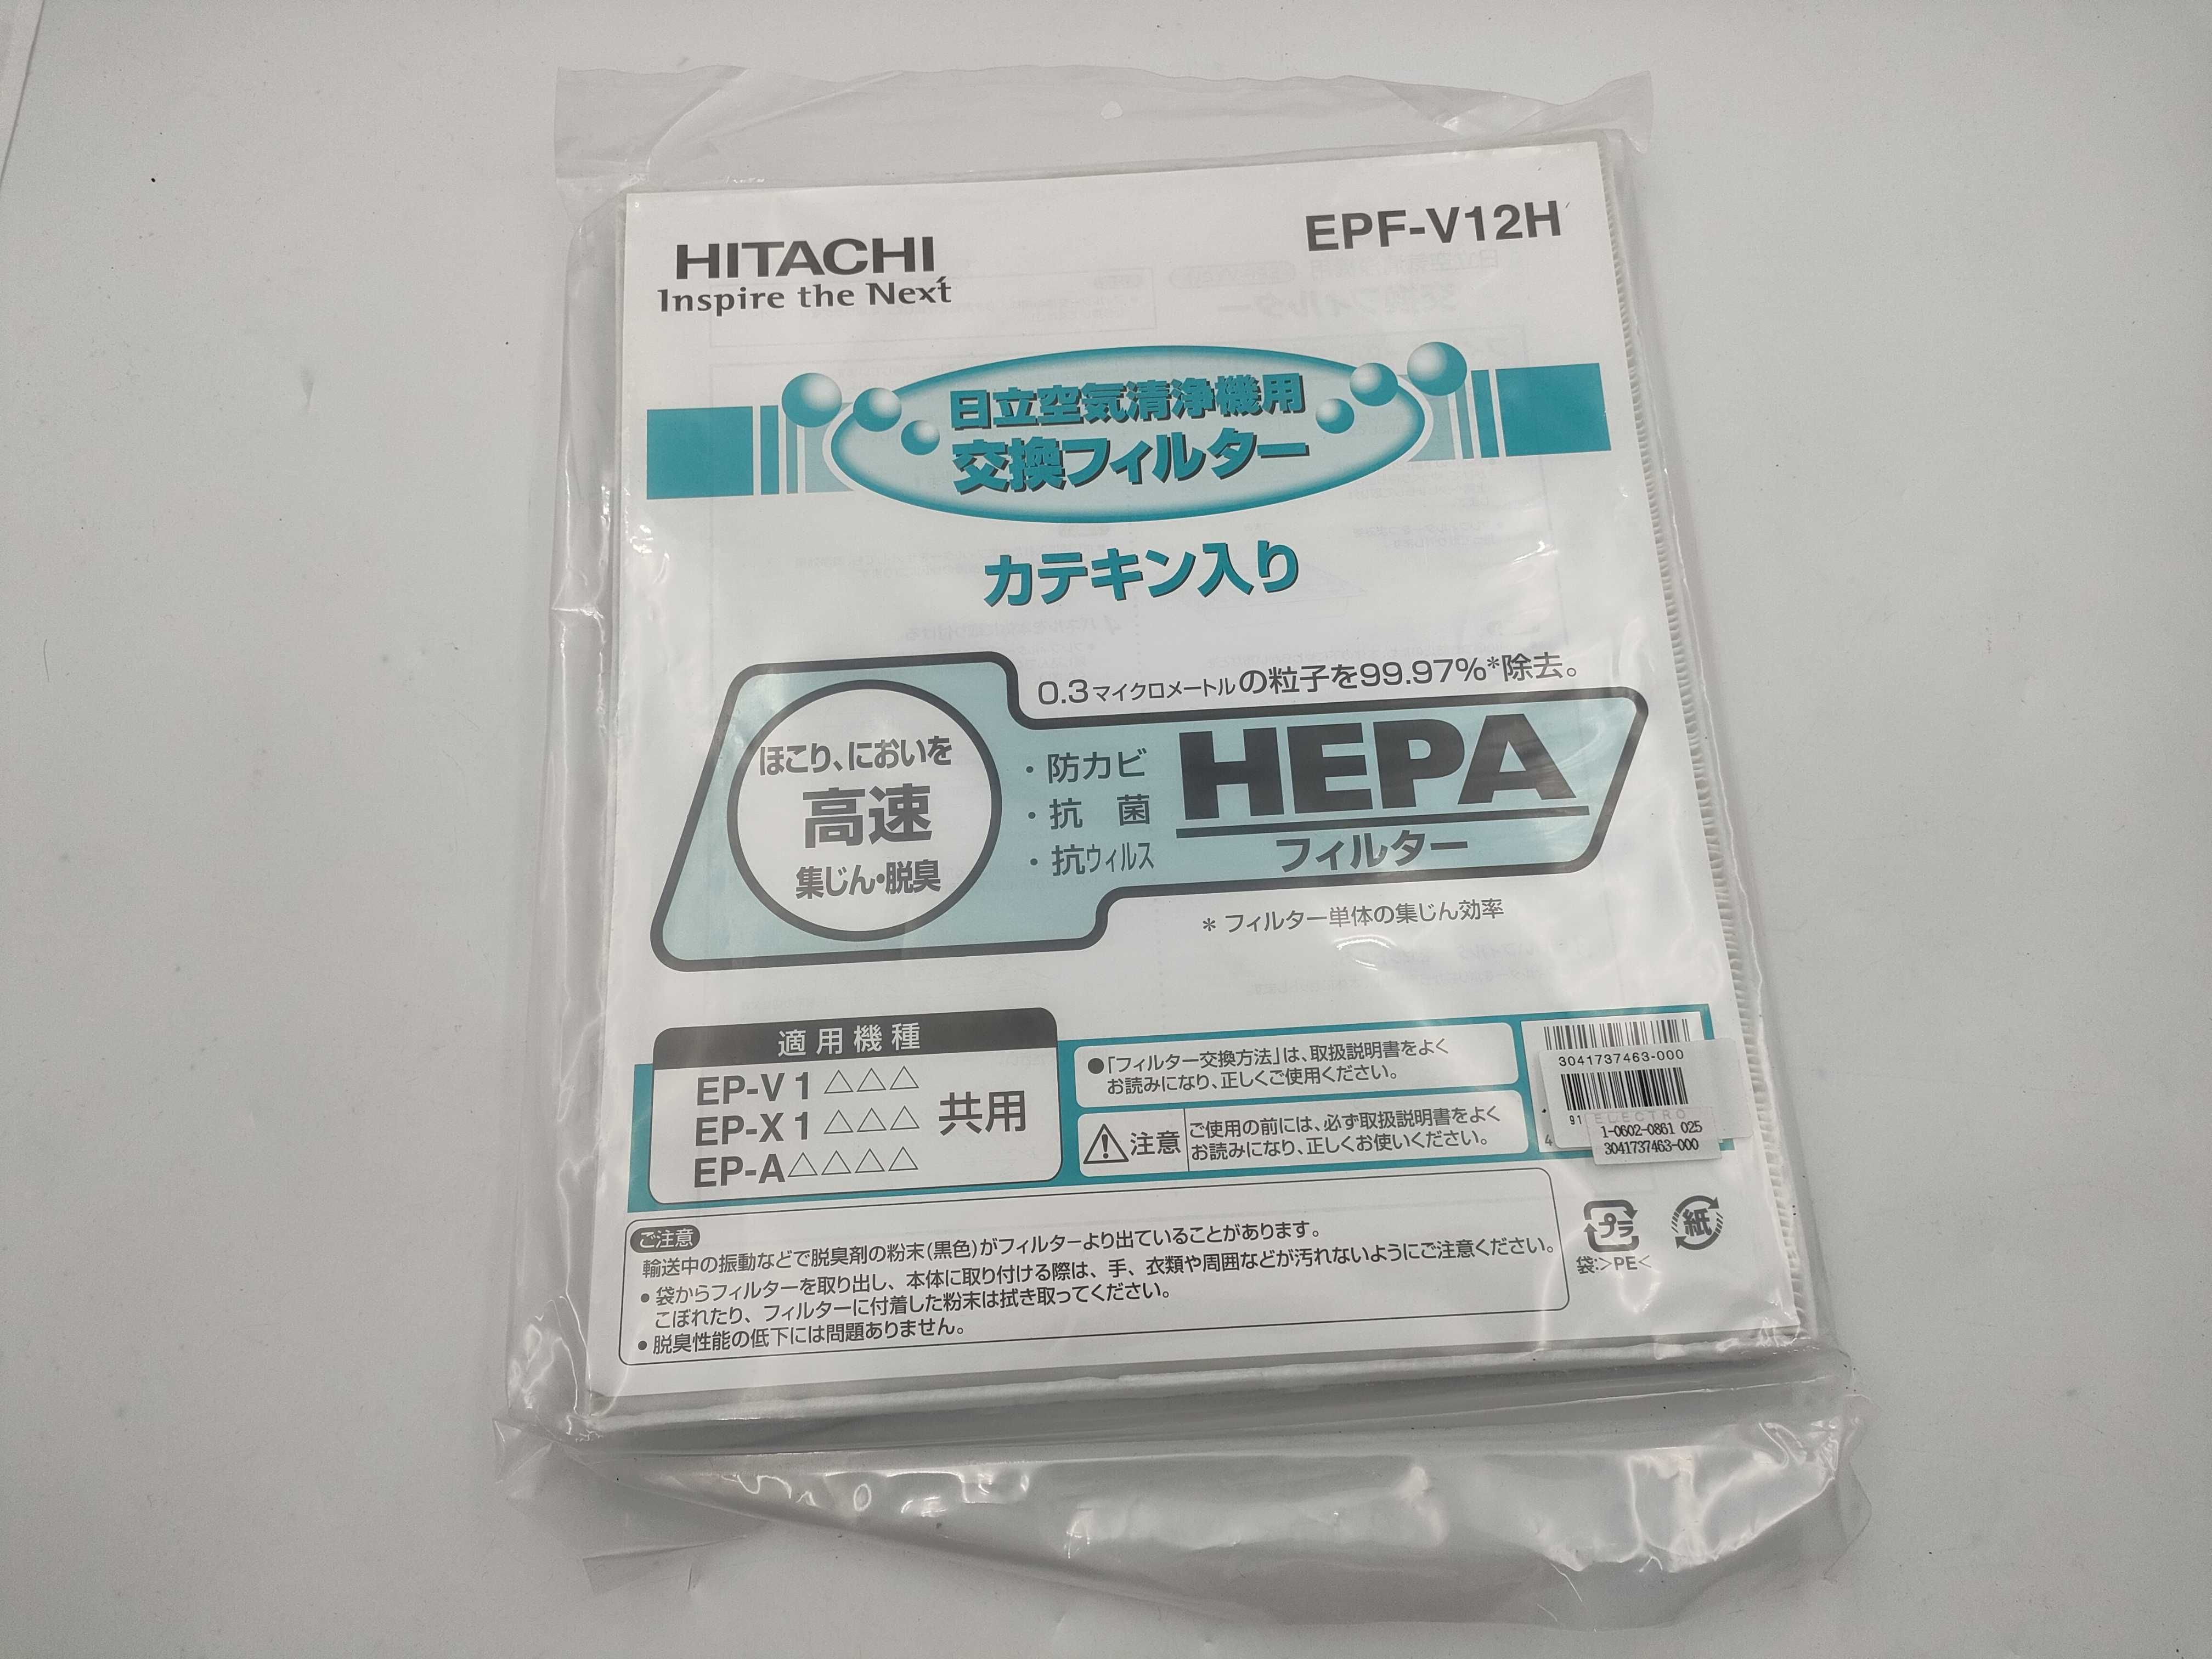 HITACHI
Inspire the Next
EPF-V12H
日立空気清浄機用
交換フィルター
カテキン入り
0.3マイクロメートルの粒子を99.97%*除去。
ほこり、においを
高速
集じん・脱臭
・防カビ
・抗 菌
・抗ウィルス
HEPA
フィルター
* フィルター単体の集じん効率
適用機種
EP-V1△△△
EP-X1△△△
EP-A△△△△
共用
●「フィルター交換方法」は、取扱説明書をよく
お読みになり、正しくご使用ください。
注意
ご使用の前には、必ず取扱説明書をよく
お読みになり、正しくお使いください。
3041737463-000
91 ELECTRO
1-0602-0861 025
3041737463-000
ご注意
輸送中の振動などで脱臭剤の粉末(黒色)がフィルターより出ていることがあります。
● 袋からフィルターを取り出し、本体に取り付ける際は、手、衣類や周囲などが汚れないようにご注意ください。
こぼれたり、フィルターに付着した粉末は拭き取ってください。
● 脱臭性能の低下には問題ありません。
プラ
袋:>PE<
紙